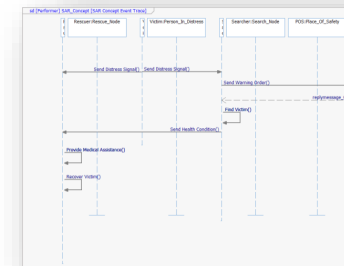 sd [Performer] SAR_Concept [SAR Concept Event Trace]
Rescuer:Rescue_Node
Victim:Person_In_Distress
Searcher:Search_Node
POS:Place_Of_Safety
Send Distress Signal()
Send Distress Signal()
Send Warning Order()
Find Victim()
Send Health Condition()
Provide Medical Assistance()
Recover Victim()